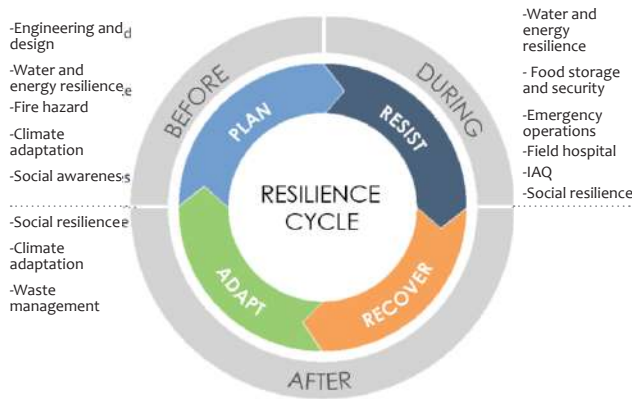 -Engineering and
design
-Water and
energy resilience
-Fire hazard
-Climate
adaptation
-Social awareness
-Social resilience
-Climate
adaptation
-Waste
management
BEFORE
DURING
AFTER
PLAN
RESIST
RECOVER
ADAPT
RESILIENCE
CYCLE
-Water and
energy
resilience
- Food storage
and security
-Emergency
operations
-Field hospital
-IAQ
-Social resilience